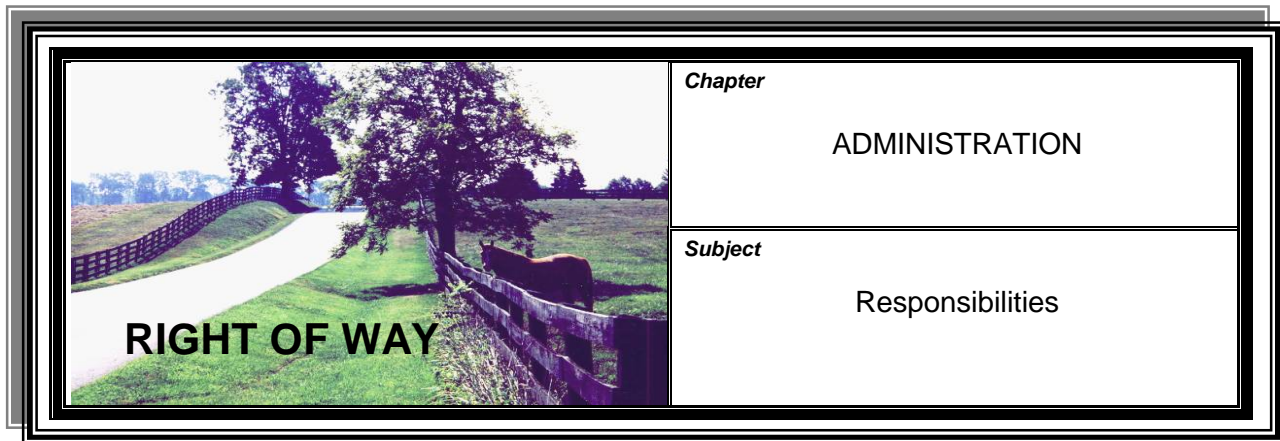 Chapter
ADMINISTRATION
RIGHT OF WAY
Subject
Responsibilities